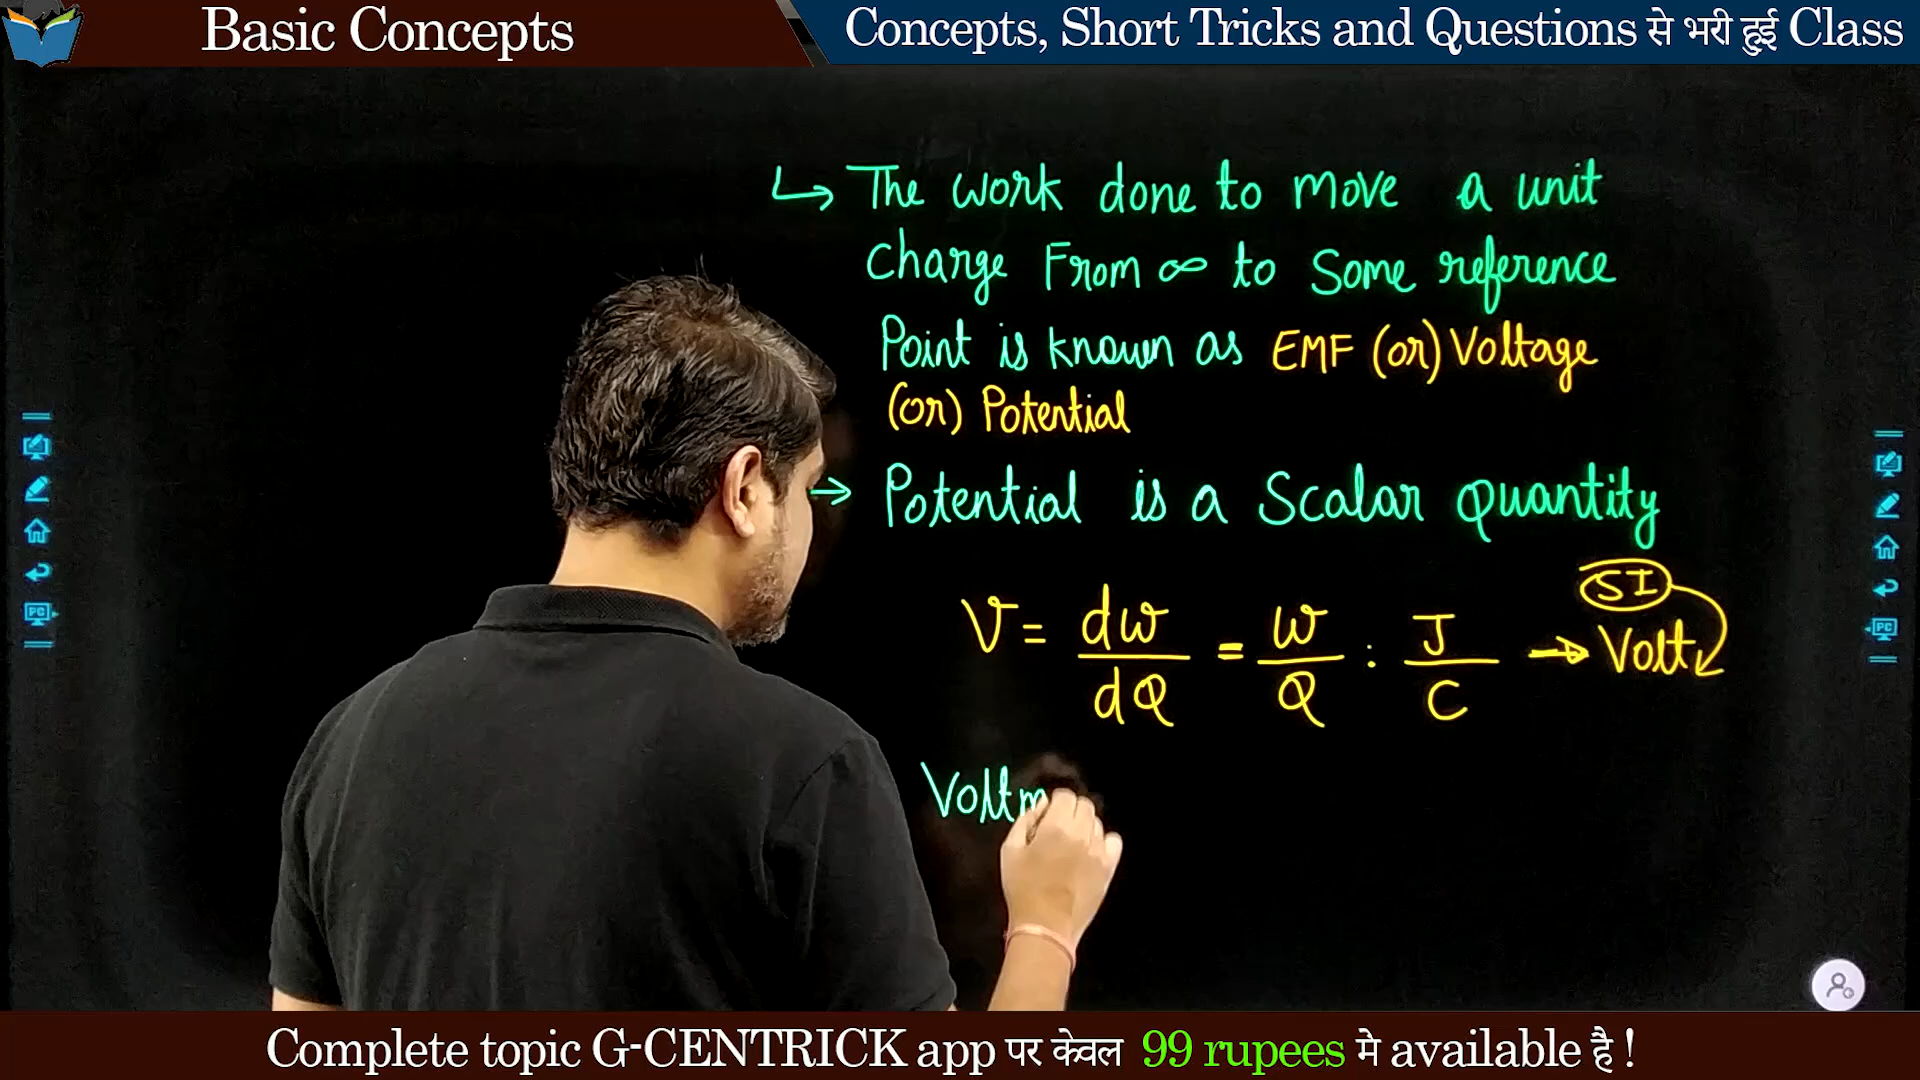 Basic Concepts
Concepts, Short Tricks and Questions से भरी हुई Class
↳ The work done to move a unit
charge From ∞ to some reference
Point is known as EMF (or) Voltage
(or) Potential
→ Potential is a Scalar quantity
SI
V = dw/dQ = w/Q : J/C → Volt
Voltm
PC
PC
Complete topic G-CENTRICK app पर केवल 99 rupees मे available है !